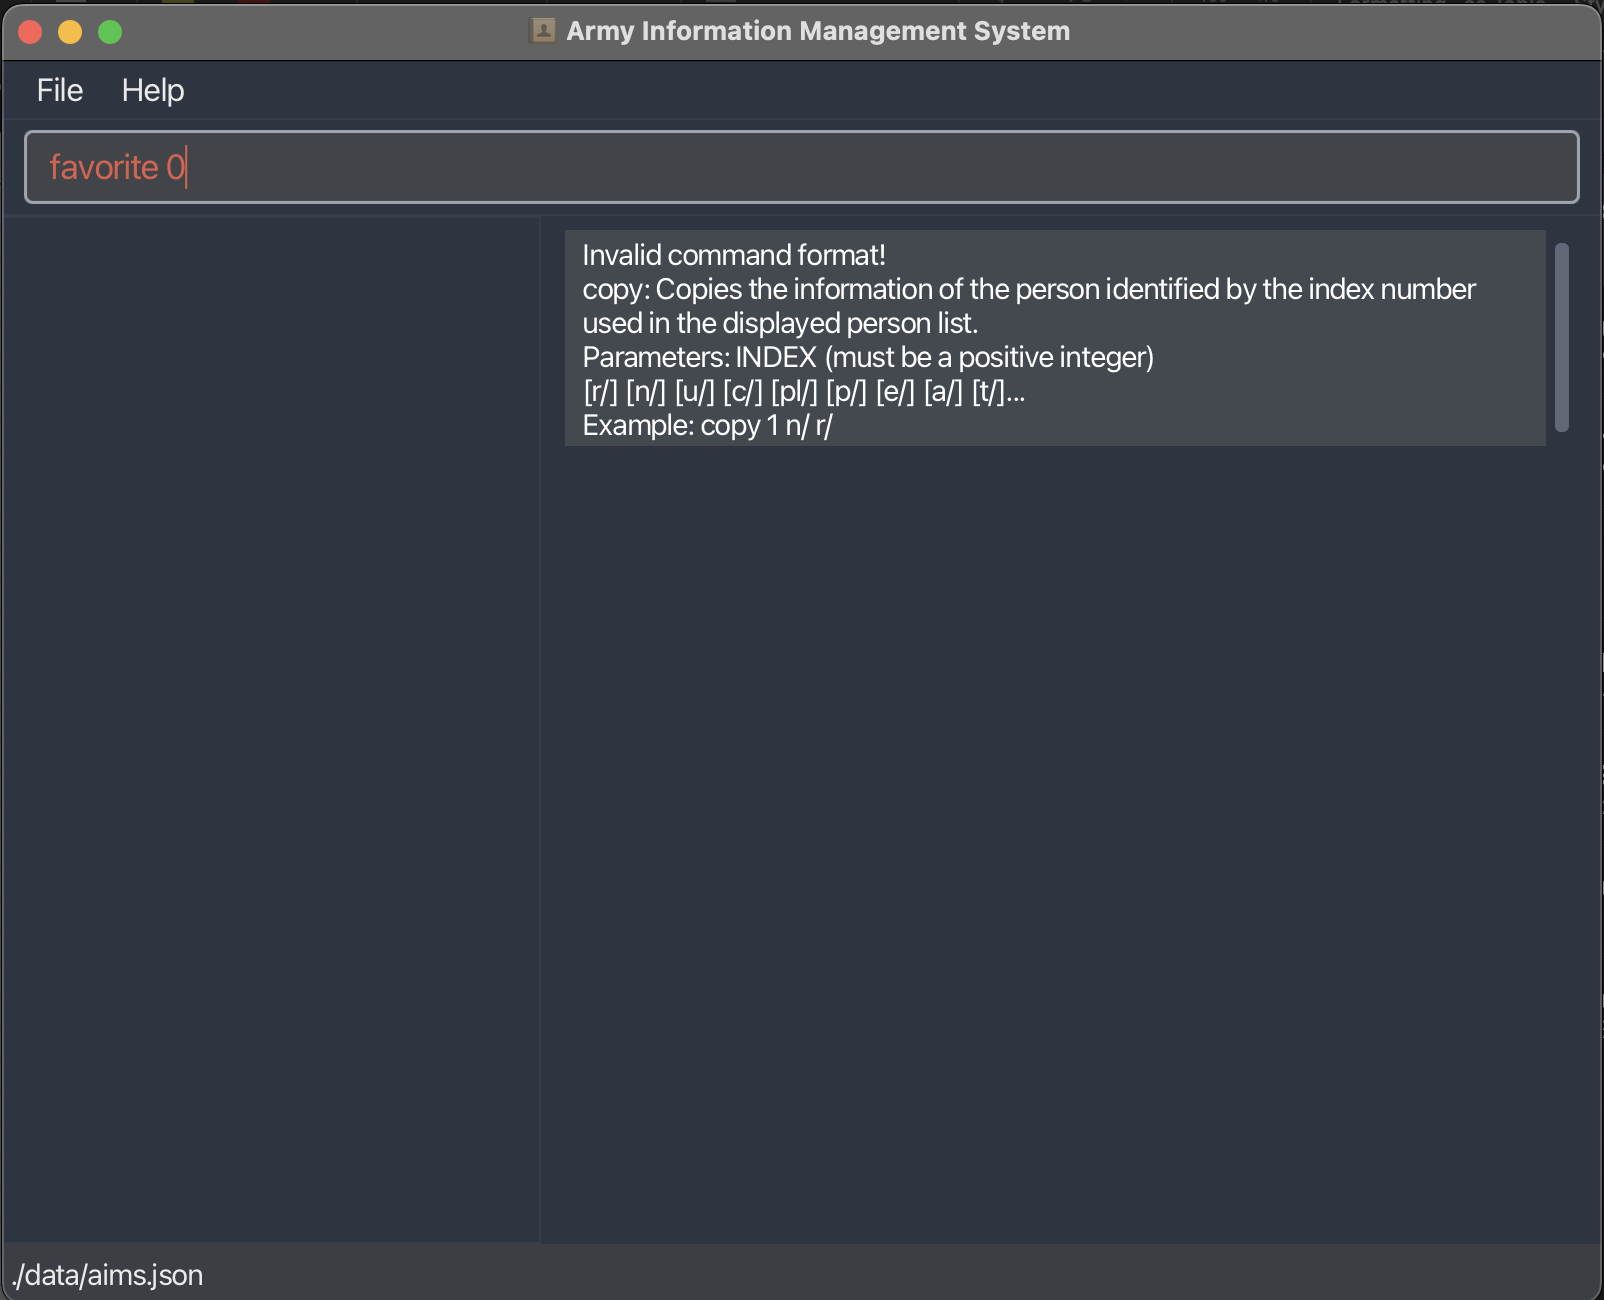 Army Information Management System
File Help
favorite 0
Invalid command format!
copy: Copies the information of the person identified by the index number
used in the displayed person list.
Parameters: INDEX (must be a positive integer)
[r/] [n/] [u/] [c/] [pl/] [p/] [e/] [a/] [t/]...
Example: copy 1 n/ r/
./data/aims.json